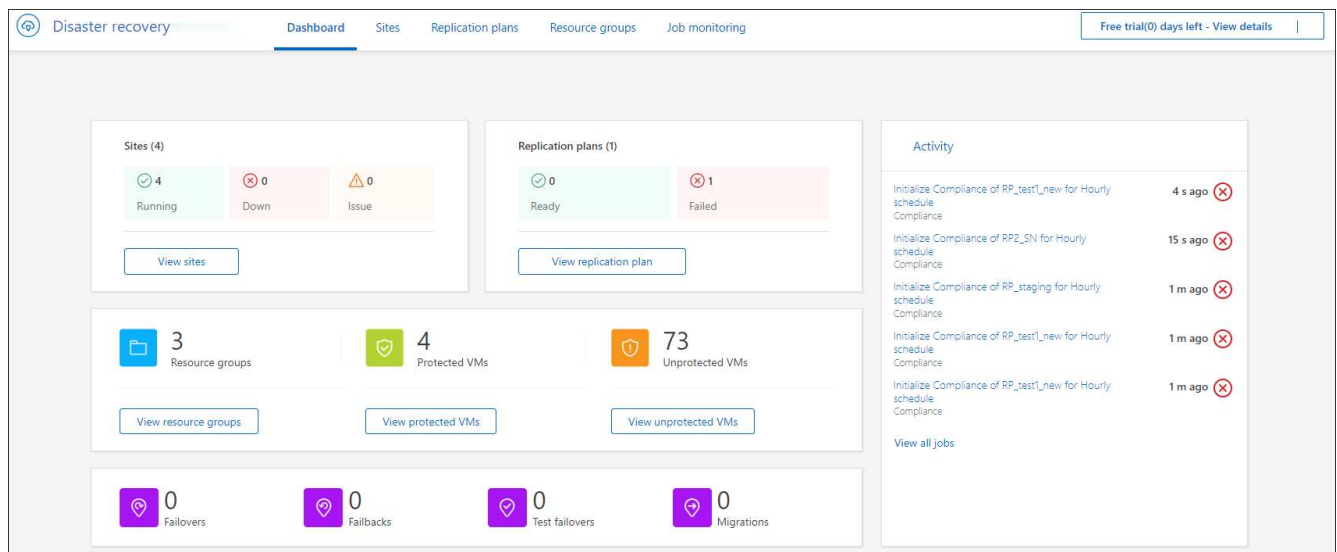 Disaster recovery
Dashboard
Sites
Replication plans
Resource groups
Job monitoring
Free trial(0) days left - View details
Sites (4)
4
Running
0
Down
0
Issue
View sites
Replication plans (1)
0
Ready
1
Failed
View replication plan
3
Resource groups
View resource groups
4
Protected VMs
View protected VMs
73
Unprotected VMs
View unprotected VMs
0
Failovers
0
Failbacks
0
Test failovers
0
Migrations
Activity
Initialize Compliance of RP_test1_new for Hourly
schedule
Compliance
4 s ago
Initialize Compliance of RP2_SN for Hourly
schedule
Compliance
15 s ago
Initialize Compliance of RP_staging for Hourly
schedule
Compliance
1 m ago
Initialize Compliance of RP_test1_new for Hourly
schedule
Compliance
1 m ago
Initialize Compliance of RP_test1_new for Hourly
schedule
Compliance
1 m ago
View all jobs